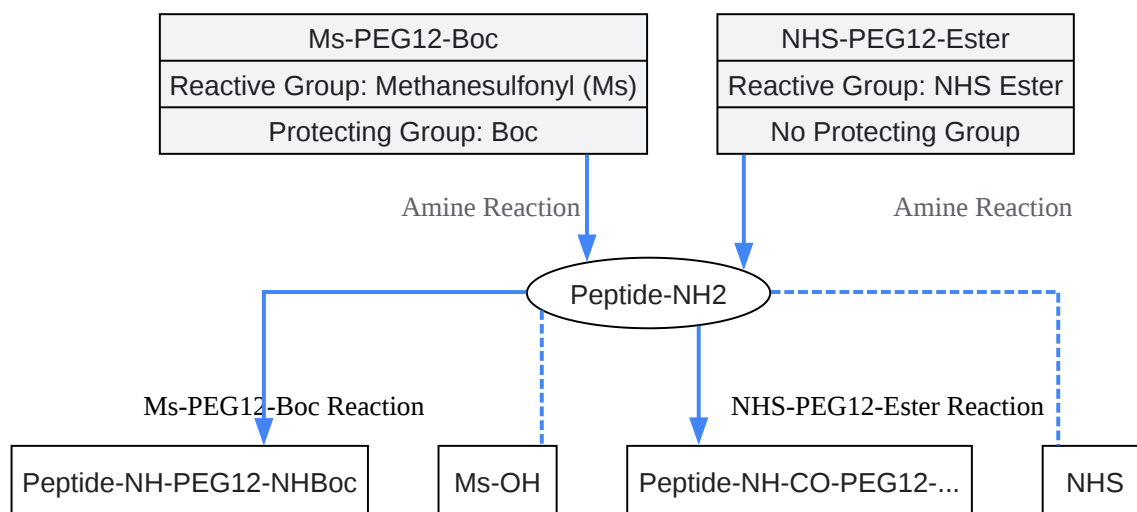 Ms-PEG12-Boc
Reactive Group: Methanesulfonyl (Ms)
Protecting Group: Boc
NHS-PEG12-Ester
Reactive Group: NHS Ester
No Protecting Group
Amine Reaction
Amine Reaction
Peptide-NH2
Ms-PEG12-Boc Reaction
NHS-PEG12-Ester Reaction
Peptide-NH-PEG12-NHBoc
Ms-OH
Peptide-NH-CO-PEG12-...
NHS